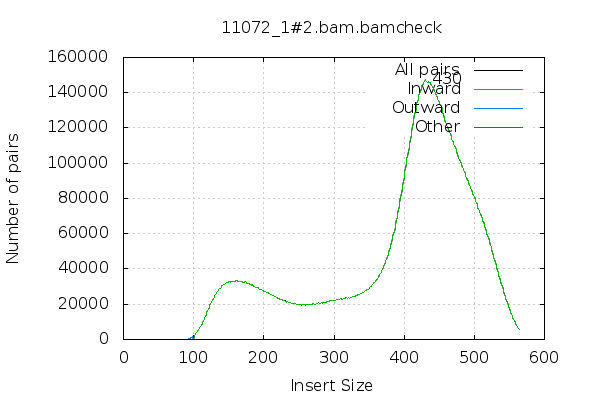 11072_1#2.bam.bamcheck
160000
140000
120000
100000
80000
60000
40000
20000
0
0 100 200 300 400 500 600
Number of pairs
Insert Size
All pairs
430
Inward
Outward
Other